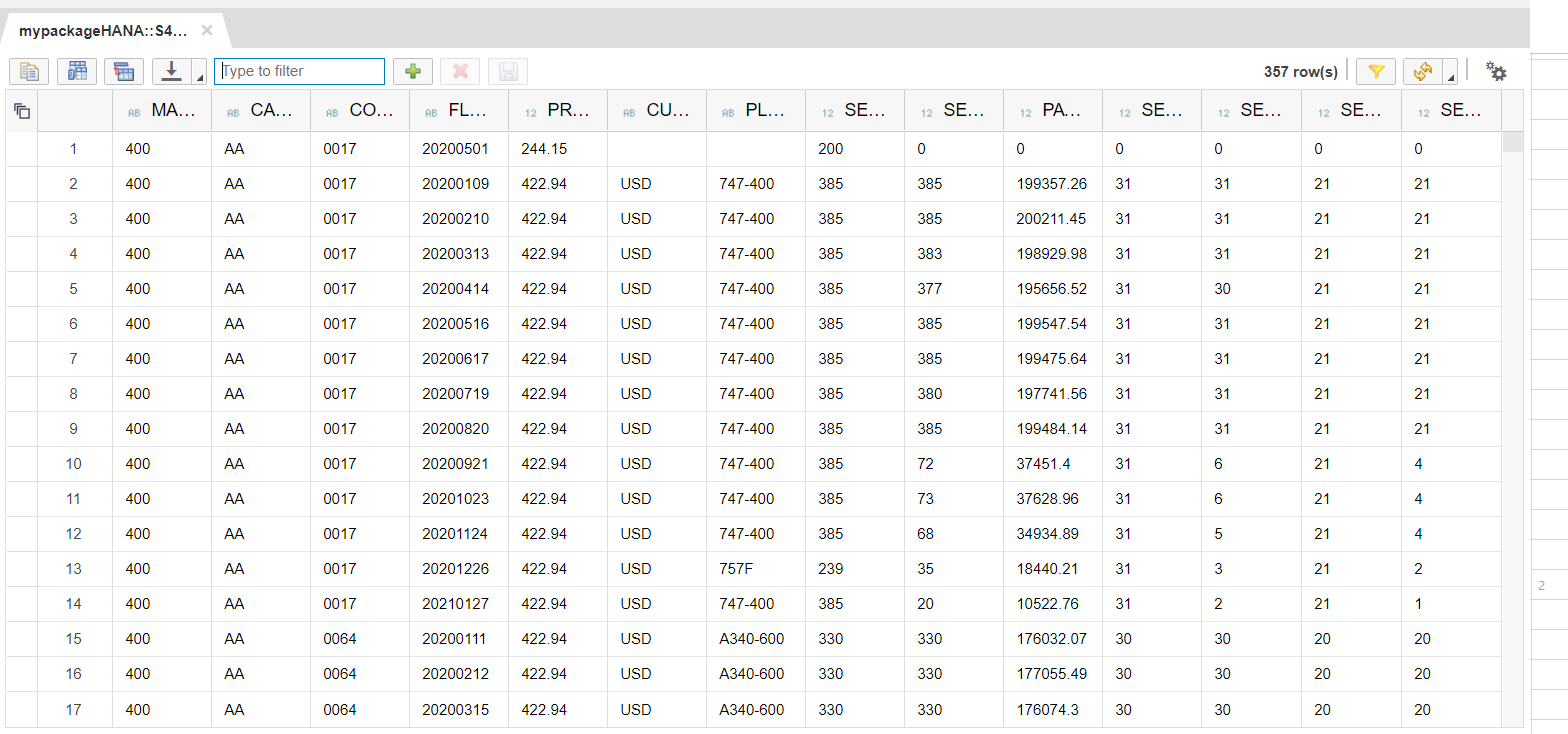 mypackageHANA::S4...
Type to filter
357 row(s)
AB MA... AB CA... AB CO... AB FL... 12 PR... AB CU... AB PL... 12 SE... 12 SE... 12 PA... 12 SE... 12 SE... 12 SE... 12 SE...
1 400 AA 0017 20200501 244.15 200 0 0 0 0 0 0
2 400 AA 0017 20200109 422.94 USD 747-400 385 385 199357.26 31 31 21 21
3 400 AA 0017 20200210 422.94 USD 747-400 385 385 200211.45 31 31 21 21
4 400 AA 0017 20200313 422.94 USD 747-400 385 383 198929.98 31 31 21 21
5 400 AA 0017 20200414 422.94 USD 747-400 385 377 195656.52 31 30 21 21
6 400 AA 0017 20200516 422.94 USD 747-400 385 385 199547.54 31 31 21 21
7 400 AA 0017 20200617 422.94 USD 747-400 385 385 199475.64 31 31 21 21
8 400 AA 0017 20200719 422.94 USD 747-400 385 380 197741.56 31 31 21 21
9 400 AA 0017 20200820 422.94 USD 747-400 385 385 199484.14 31 31 21 21
10 400 AA 0017 20200921 422.94 USD 747-400 385 72 37451.4 31 6 21 4
11 400 AA 0017 20201023 422.94 USD 747-400 385 73 37628.96 31 6 21 4
12 400 AA 0017 20201124 422.94 USD 747-400 385 68 34934.89 31 5 21 4
13 400 AA 0017 20201226 422.94 USD 757F 239 35 18440.21 31 3 21 2
2
14 400 AA 0017 20210127 422.94 USD 747-400 385 20 10522.76 31 2 21 1
15 400 AA 0064 20200111 422.94 USD A340-600 330 330 176032.07 30 30 20 20
16 400 AA 0064 20200212 422.94 USD A340-600 330 330 177055.49 30 30 20 20
17 400 AA 0064 20200315 422.94 USD A340-600 330 330 176074.3 30 30 20 20